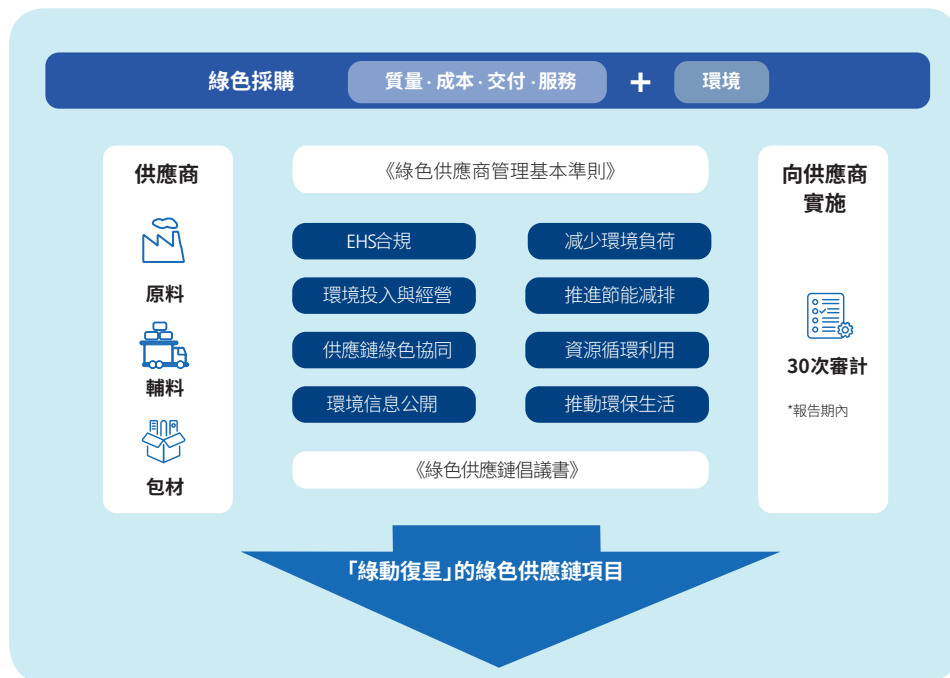 綠色採購 質量·成本·交付·服務 + 環境
供應商
原料
輔料
包材
《綠色供應商管理基本準則》
EHS合規 減少環境負荷
環境投入與經營 推進節能減排
供應鏈綠色協同 資源循環利用
環境信息公開 推動環保生活
《綠色供應鏈倡議書》
向供應商
實施
30次審計
*報告期內
「綠動復星」的綠色供應鏈項目